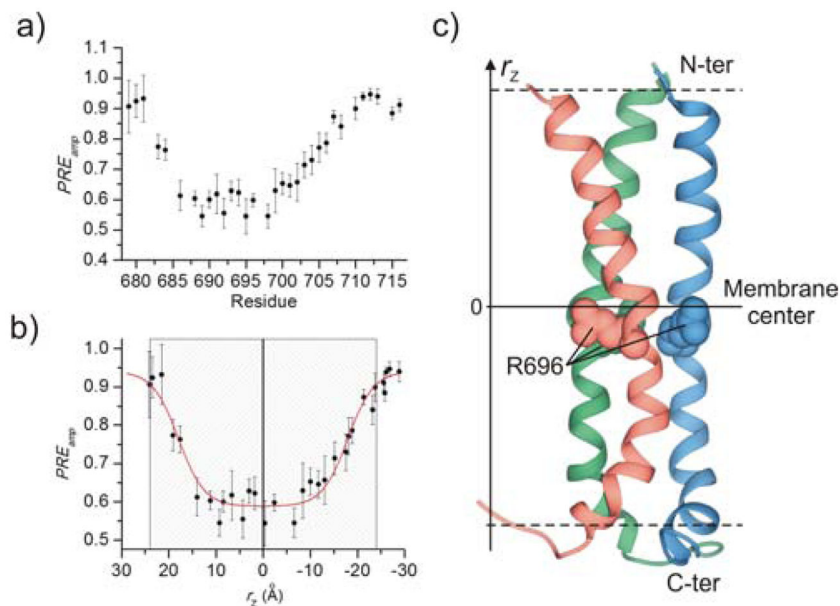 a)
PREamp
1.1
1.0
0.9
0.8
0.7
0.6
0.5
0.4
680 685 690 695 700 705 710 715
Residue
b)
PREamp
1.0
0.9
0.8
0.7
0.6
0.5
30 20 10 0 -10 -20 -30
rz (Å)
c)
rz
N-ter
0
Membrane
center
R696
C-ter